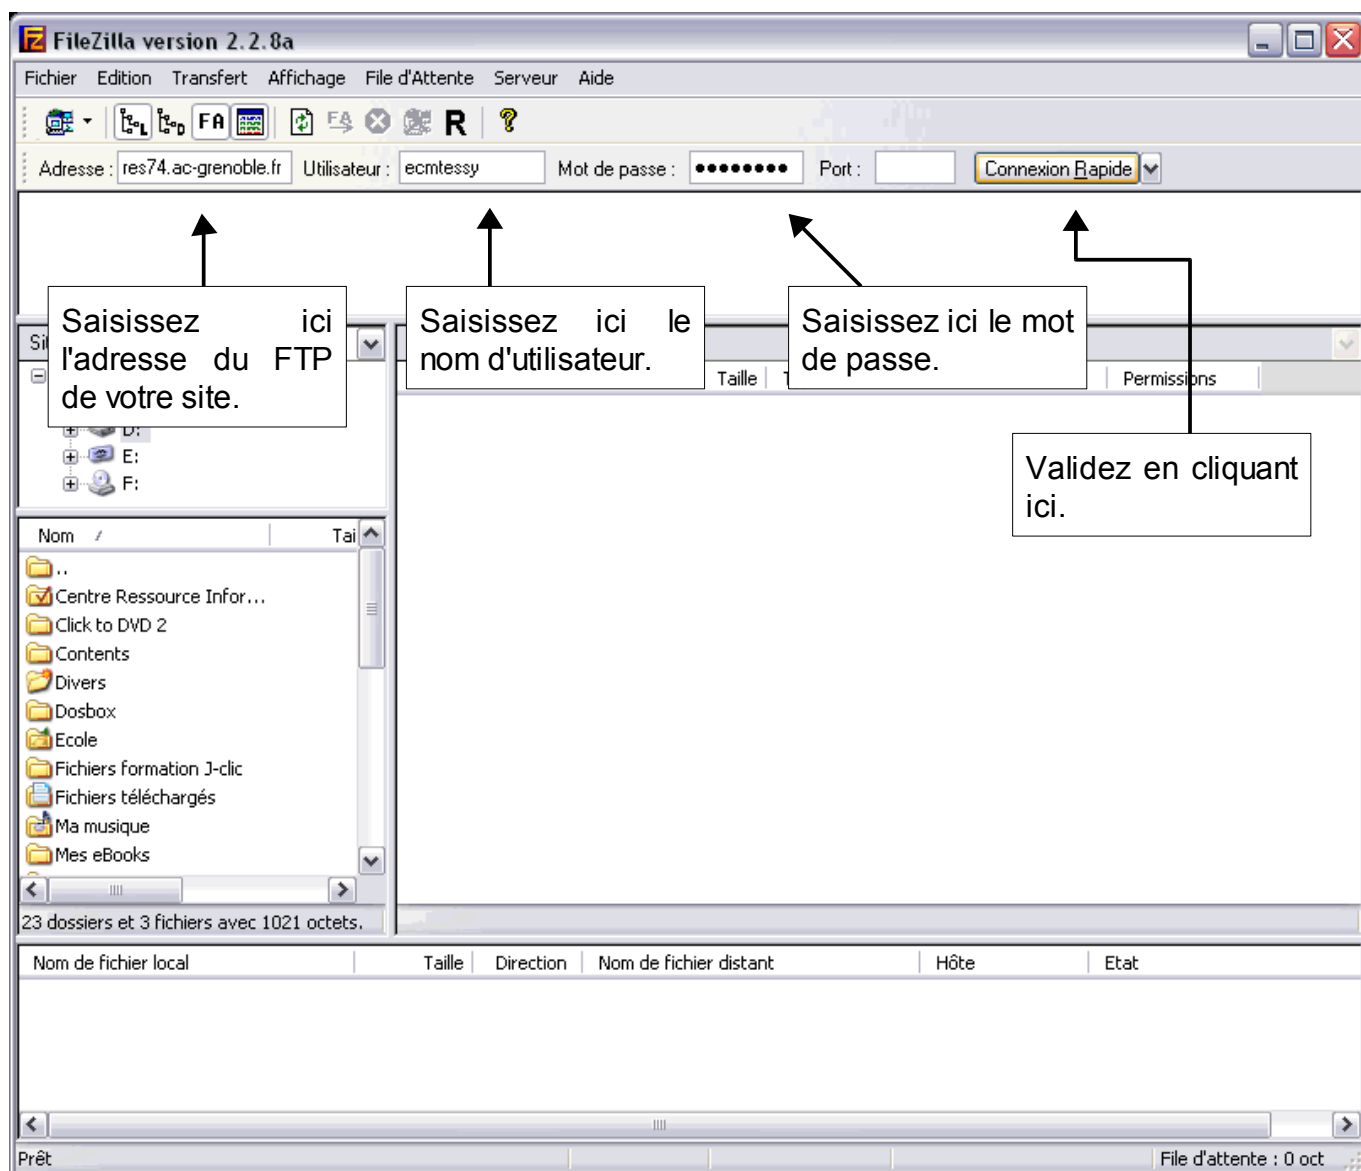 FileZilla version 2.2.8a
Fichier Edition Transfert Affichage File d'Attente Serveur Aide
L D FA FA R ?
Adresse : res74.ac-grenoble.fr Utilisateur : ecmtessy Mot de passe : ●●●●●●●● Port : Connexion Rapide
Saisissez ici
l'adresse du FTP
de votre site.
Saisissez ici le
nom d'utilisateur.
Saisissez ici le mot
de passe.
Validez en cliquant
ici.
Taille Permissions
D:
E:
F:
Nom / Tai
..
Centre Ressource Infor...
Click to DVD 2
Contents
Divers
Dosbox
Ecole
Fichiers formation J-clic
Fichiers téléchargés
Ma musique
Mes eBooks
23 dossiers et 3 fichiers avec 1021 octets.
Nom de fichier local Taille Direction Nom de fichier distant Hôte Etat
Prêt File d'attente : 0 oct